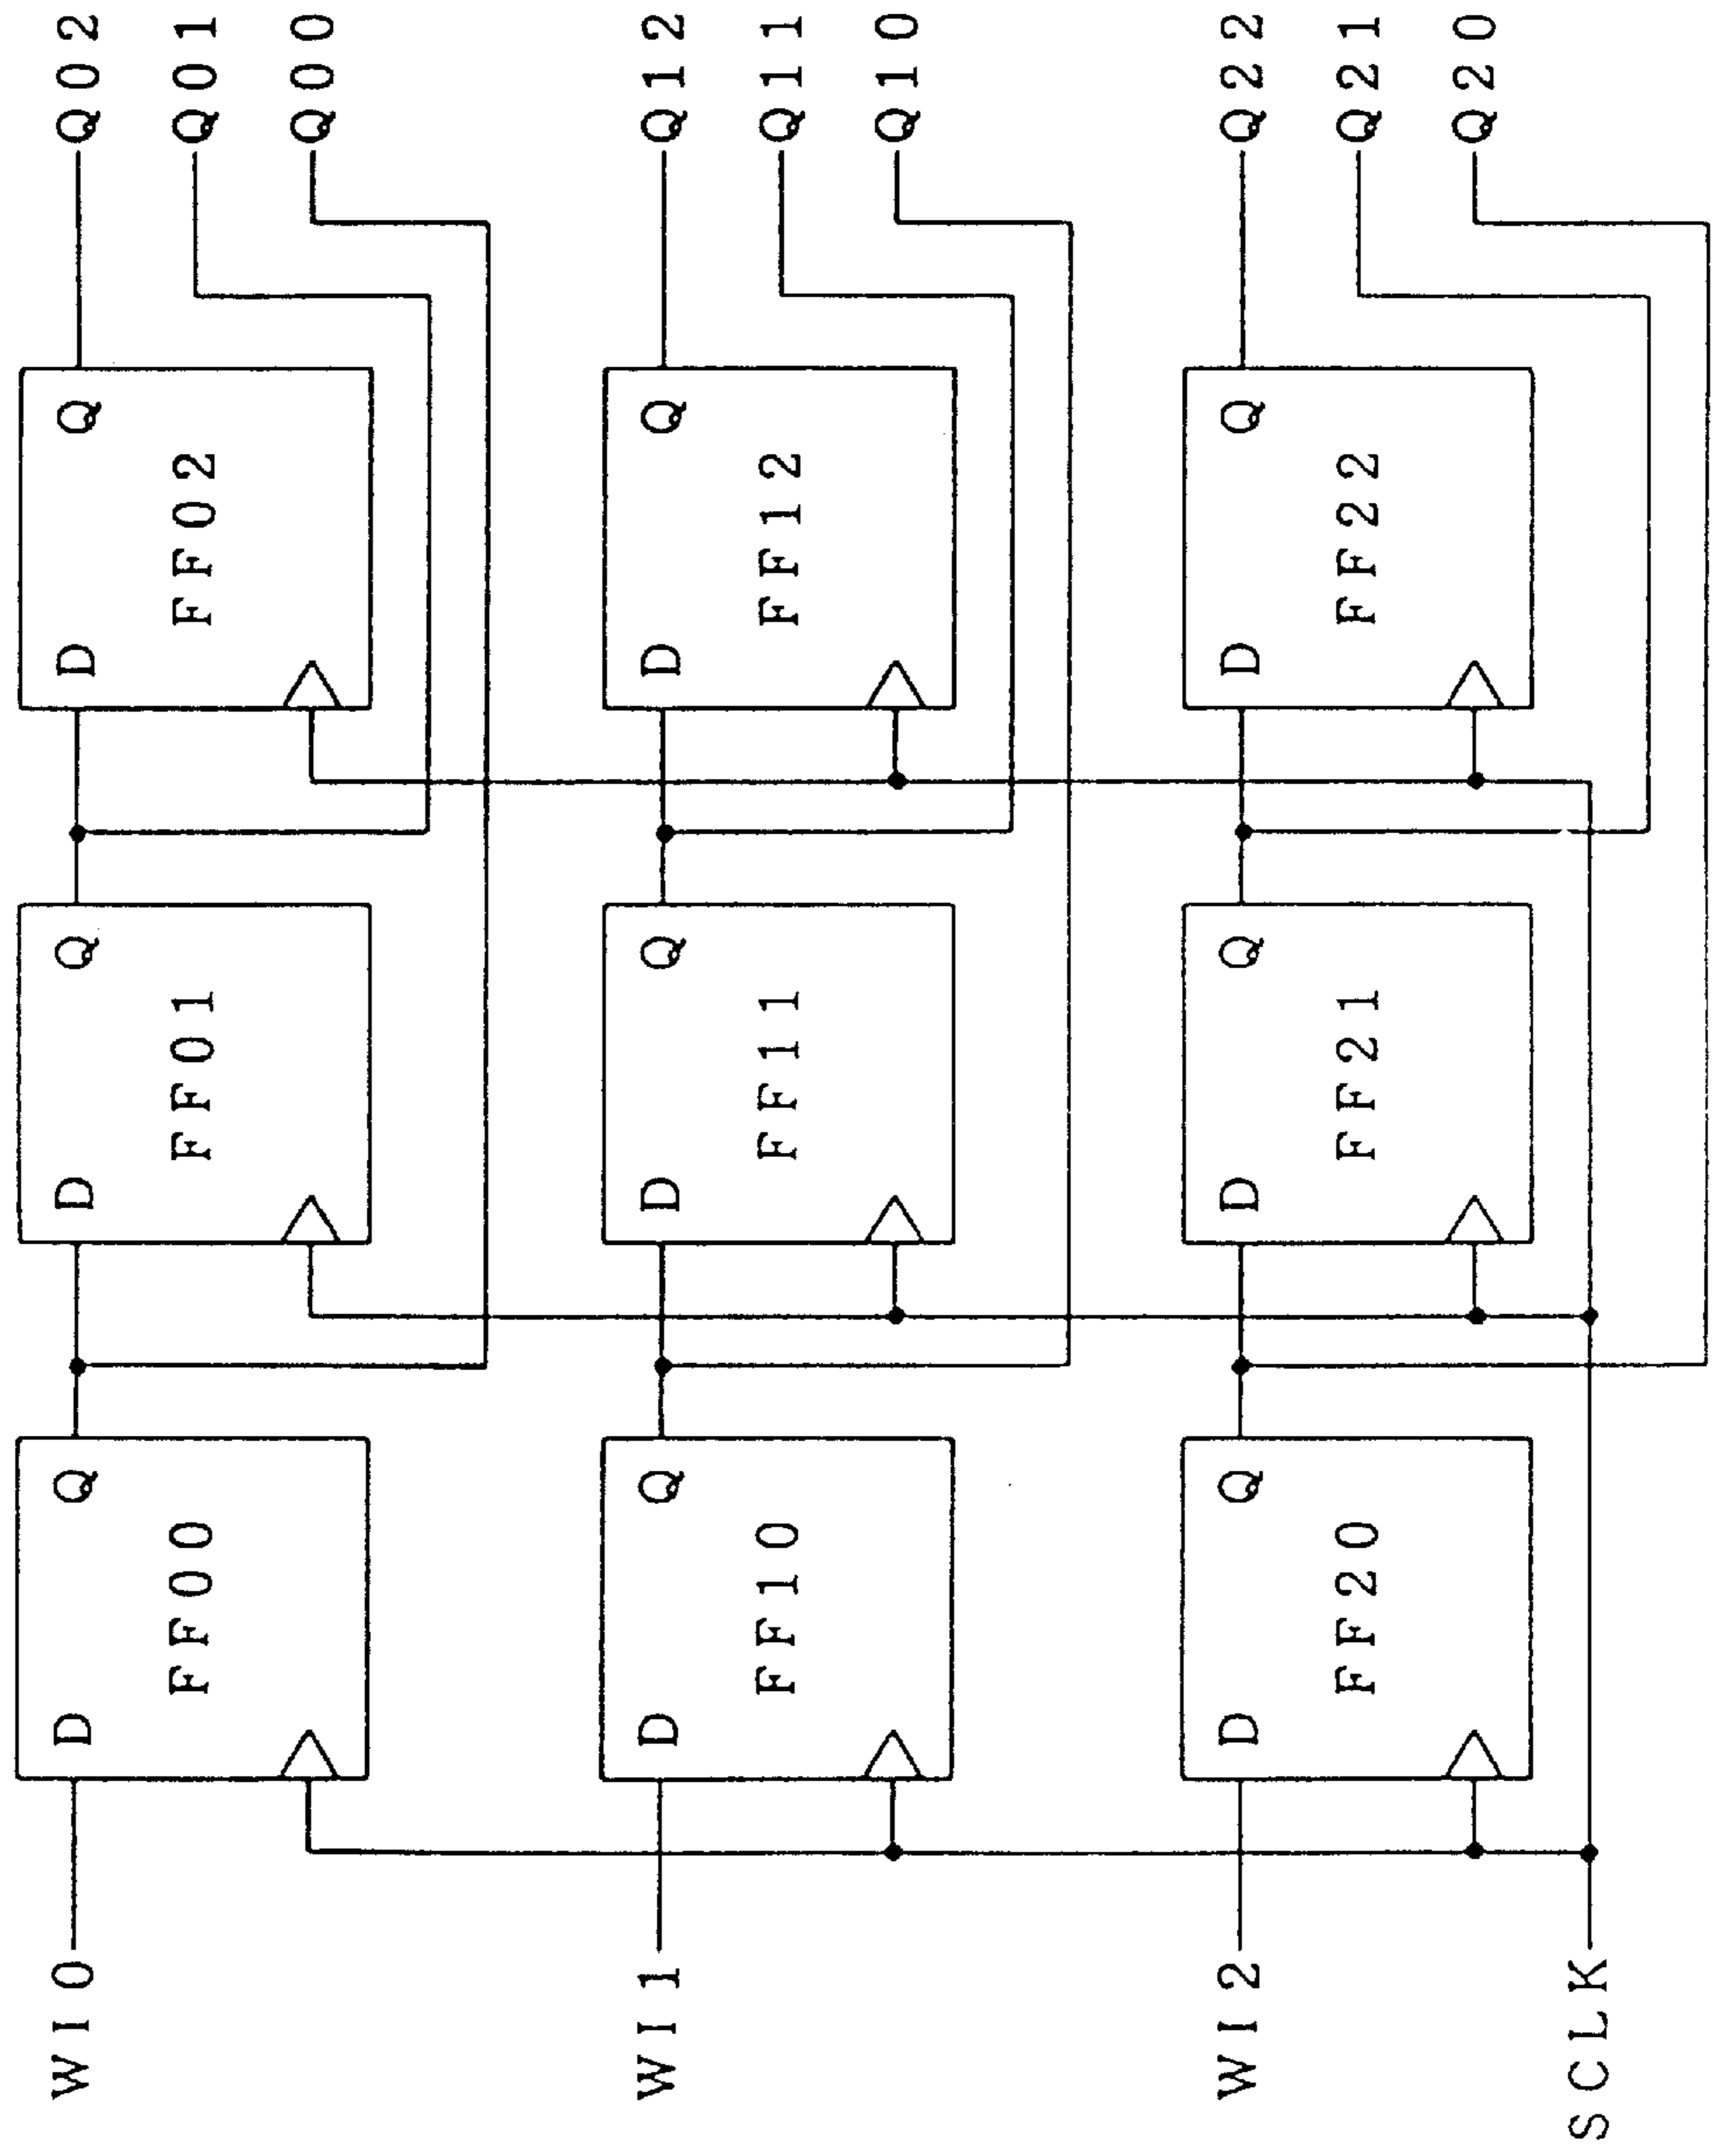 Q02
Q01
Q00
Q12
Q11
Q10
Q22
Q21
Q20
D Q
FF02
D Q
FF12
D Q
FF22
D Q
FF01
D Q
FF11
D Q
FF21
D Q
FF00
D Q
FF10
D Q
FF20
WI0
WI1
WI2
SCLK